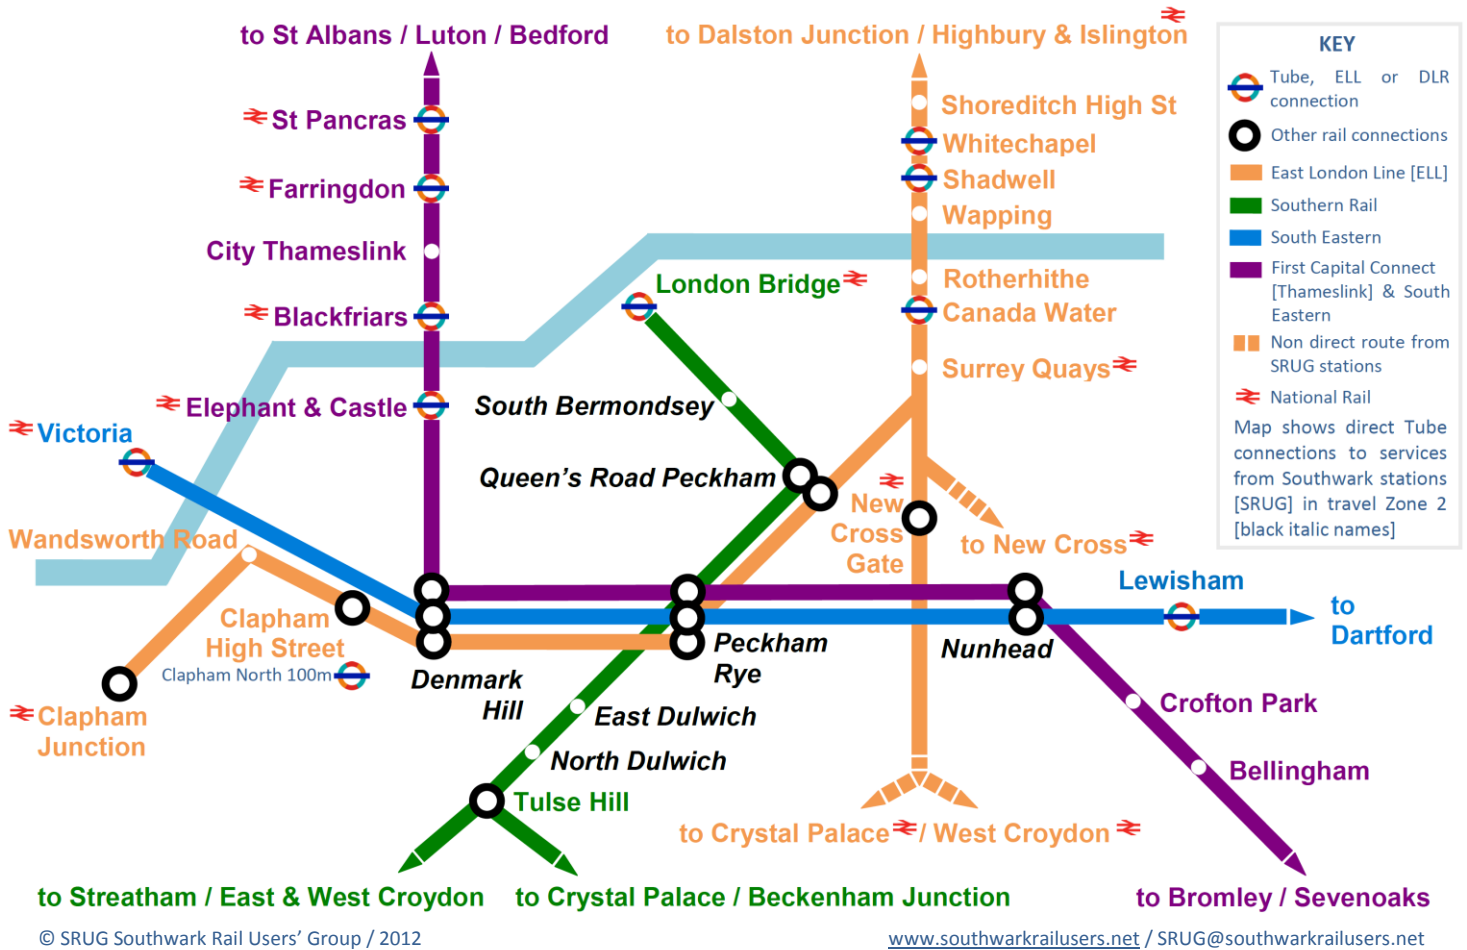 to St Albans / Luton / Bedford
to Dalston Junction / Highbury & Islington
KEY
Tube, ELL or DLR
connection
Other rail connections
East London Line [ELL]
Southern Rail
South Eastern
First Capital Connect
[Thameslink] & South
Eastern
Non direct route from
SRUG stations
National Rail
Map shows direct Tube
connections to services
from Southwark stations
[SRUG] in travel Zone 2
[black italic names]
St Pancras
Farringdon
City Thameslink
Blackfriars
Elephant & Castle
Shoreditch High St
Whitechapel
Shadwell
Wapping
Rotherhithe
Canada Water
Surrey Quays
London Bridge
South Bermondsey
Queen's Road Peckham
New
Cross
Gate
to New Cross
Victoria
Wandsworth Road
Clapham
High Street
Clapham North 100m
Clapham
Junction
Denmark
Hill
Peckham
Rye
Nunhead
Lewisham
to
Dartford
East Dulwich
North Dulwich
Tulse Hill
Crofton Park
Bellingham
to Crystal Palace / West Croydon
to Streatham / East & West Croydon
to Crystal Palace / Beckenham Junction
to Bromley / Sevenoaks
© SRUG Southwark Rail Users' Group / 2012
www.southwarkrailusers.net / SRUG@southwarkrailusers.net